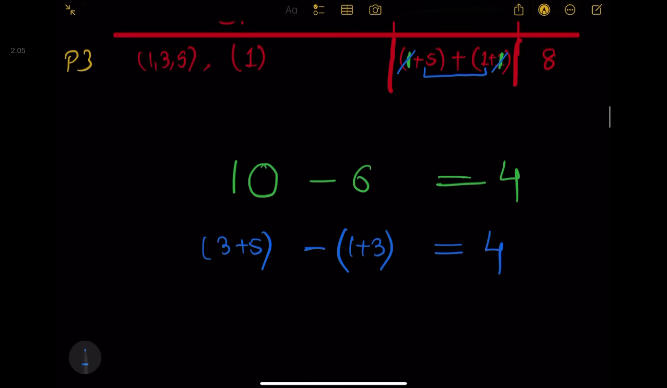 Aa
2.05
P3 (1,3,5), (1) (1+5) + (1+1) 8
10 - 6 = 4
(3+5) - (1+3) = 4